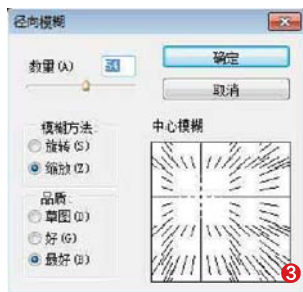 径向模糊
数量(A) 54
确定
取消
模糊方法:
旋转(S)
缩放(Z)
中心模糊
品质:
草图(D)
好(G)
最好(B)
3